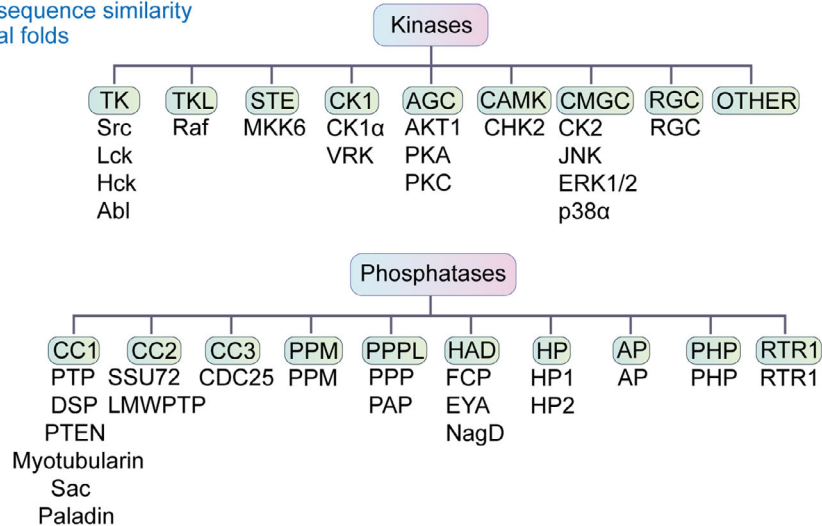 sequence similarity
al folds
Kinases
TK TKL STE CK1 AGC CAMK CMGC RGC OTHER
Src Raf MKK6 CK1α AKT1 CHK2 CK2 RGC
Lck VRK PKA JNK
Hck PKC ERK1/2
Abl p38α
Phosphatases
CC1 CC2 CC3 PPM PPPL HAD HP AP PHP RTR1
PTP SSU72 CDC25 PPM PPP FCP HP1 AP PHP RTR1
DSP LMWPTP PAP EYA HP2
PTEN NagD
Myotubularin
Sac
Paladin